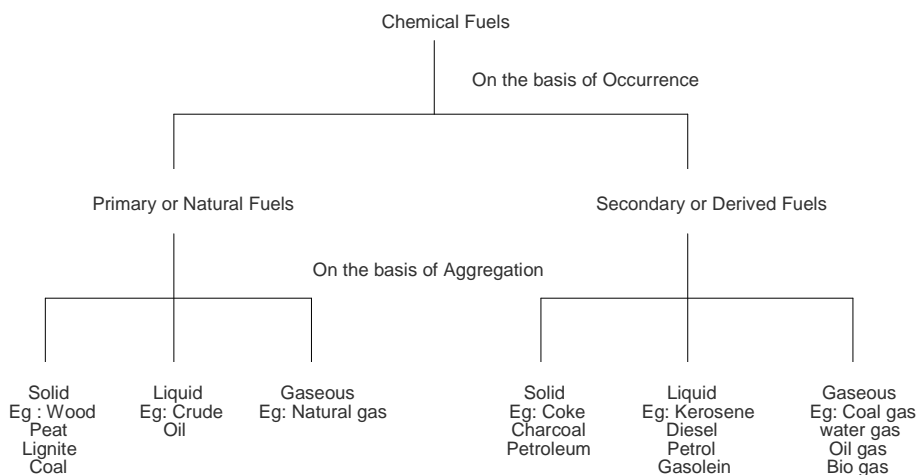 Chemical Fuels
On the basis of Occurrence
Primary or Natural Fuels
Secondary or Derived Fuels
On the basis of Aggregation
Solid
Eg : Wood
Peat
Lignite
Coal
Liquid
Eg: Crude
Oil
Gaseous
Eg: Natural gas
Solid
Eg: Coke
Charcoal
Petroleum
Liquid
Eg: Kerosene
Diesel
Petrol
Gasolein
Gaseous
Eg: Coal gas
water gas
Oil gas
Bio gas